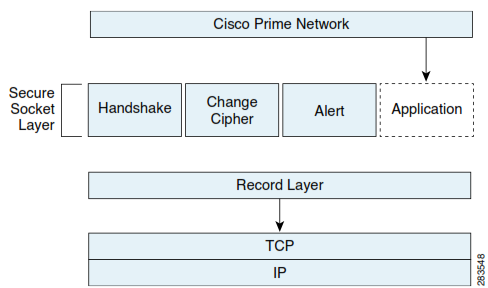 Cisco Prime Network
Secure
Socket
Layer
Handshake
Change
Cipher
Alert
Application
Record Layer
TCP
IP
283548